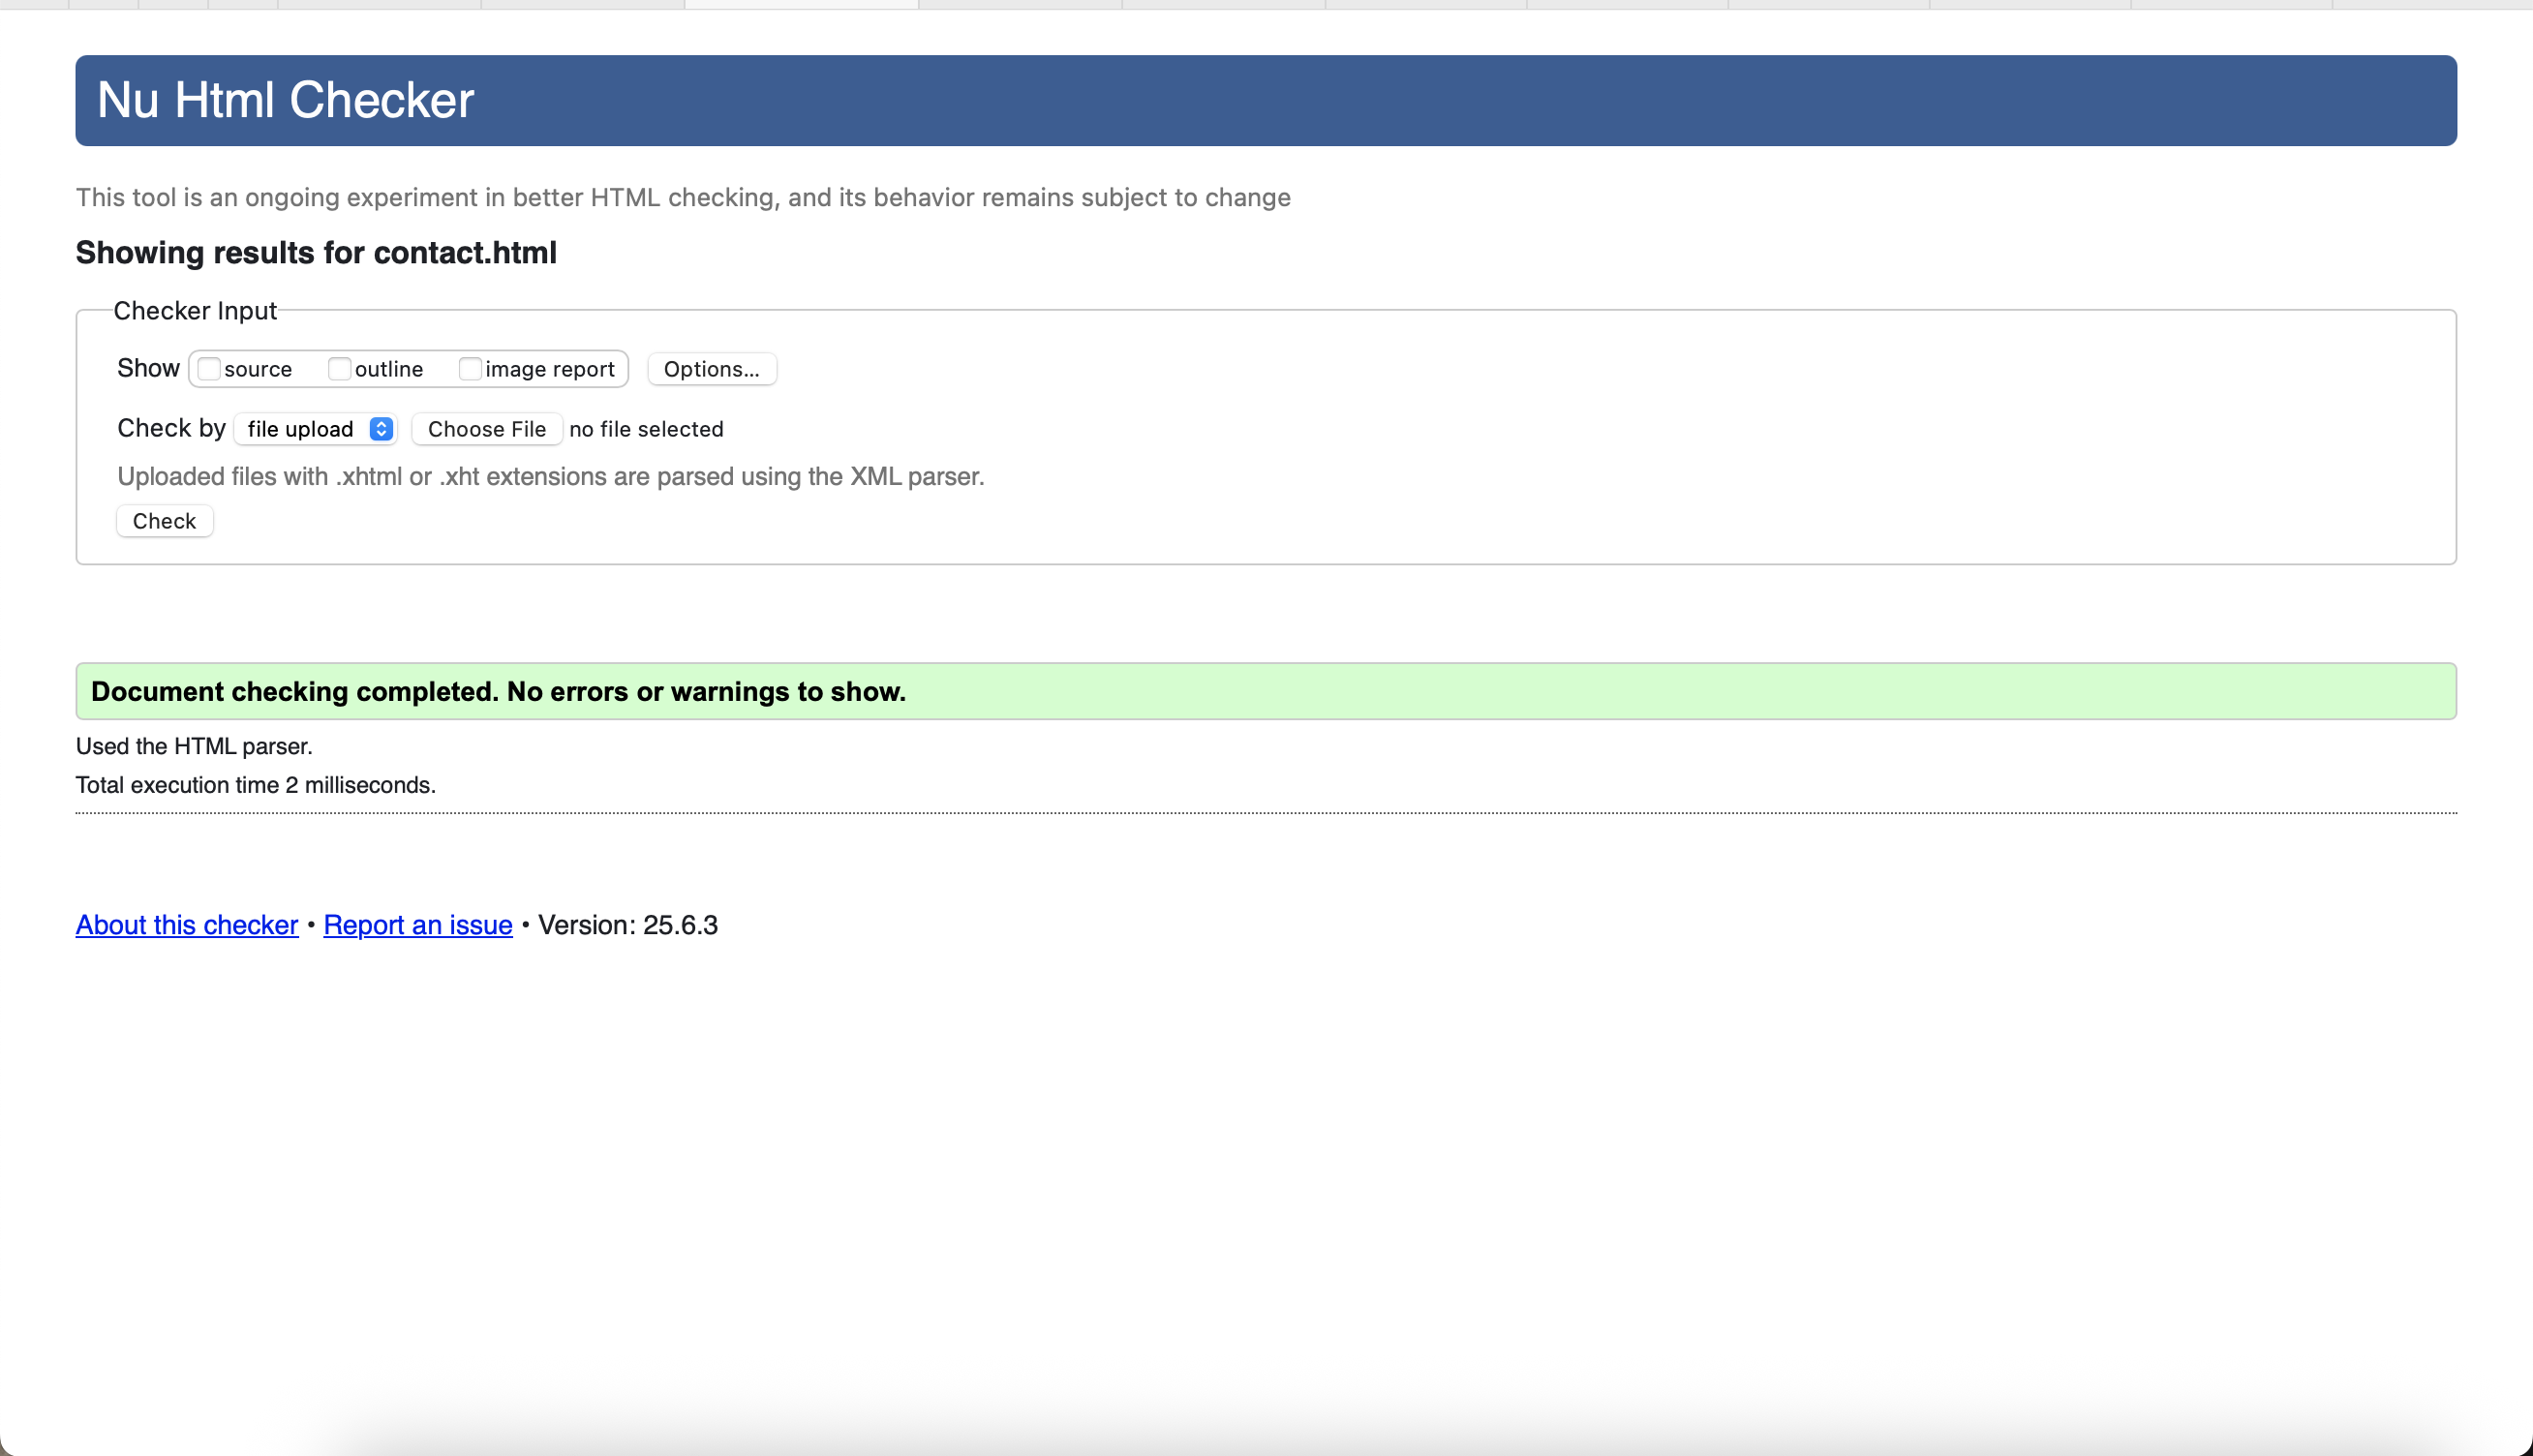 Nu Html Checker
This tool is an ongoing experiment in better HTML checking, and its behavior remains subject to change
Showing results for contact.html
Checker Input
Show source outline image report Options...
Check by file upload Choose File no file selected
Uploaded files with .xhtml or .xht extensions are parsed using the XML parser.
Check
Document checking completed. No errors or warnings to show.
Used the HTML parser.
Total execution time 2 milliseconds.
About this checker • Report an issue • Version: 25.6.3